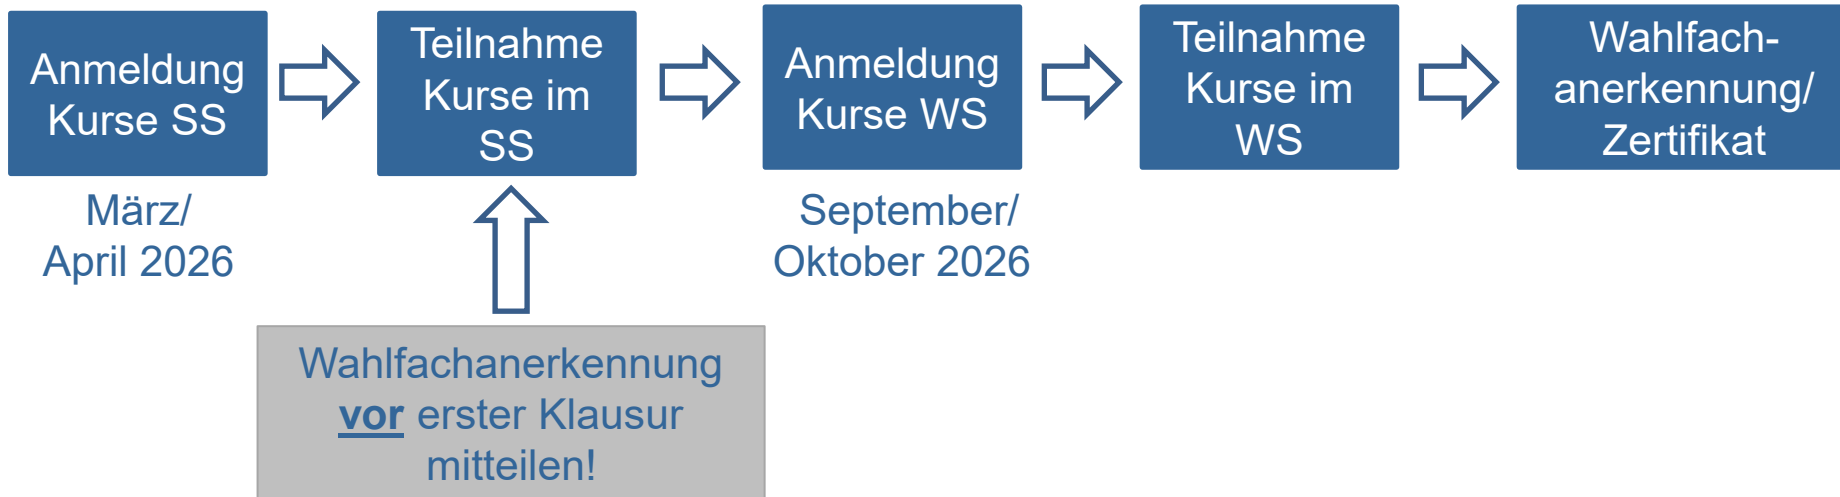 Anmeldung
Kurse SS
Teilnahme
Kurse im
SS
Anmeldung
Kurse WS
Teilnahme
Kurse im
WS
Wahlfach-
anerkennung/
Zertifikat
März/
April 2026
September/
Oktober 2026
Wahlfachanerkennung
vor erster Klausur
mitteilen!